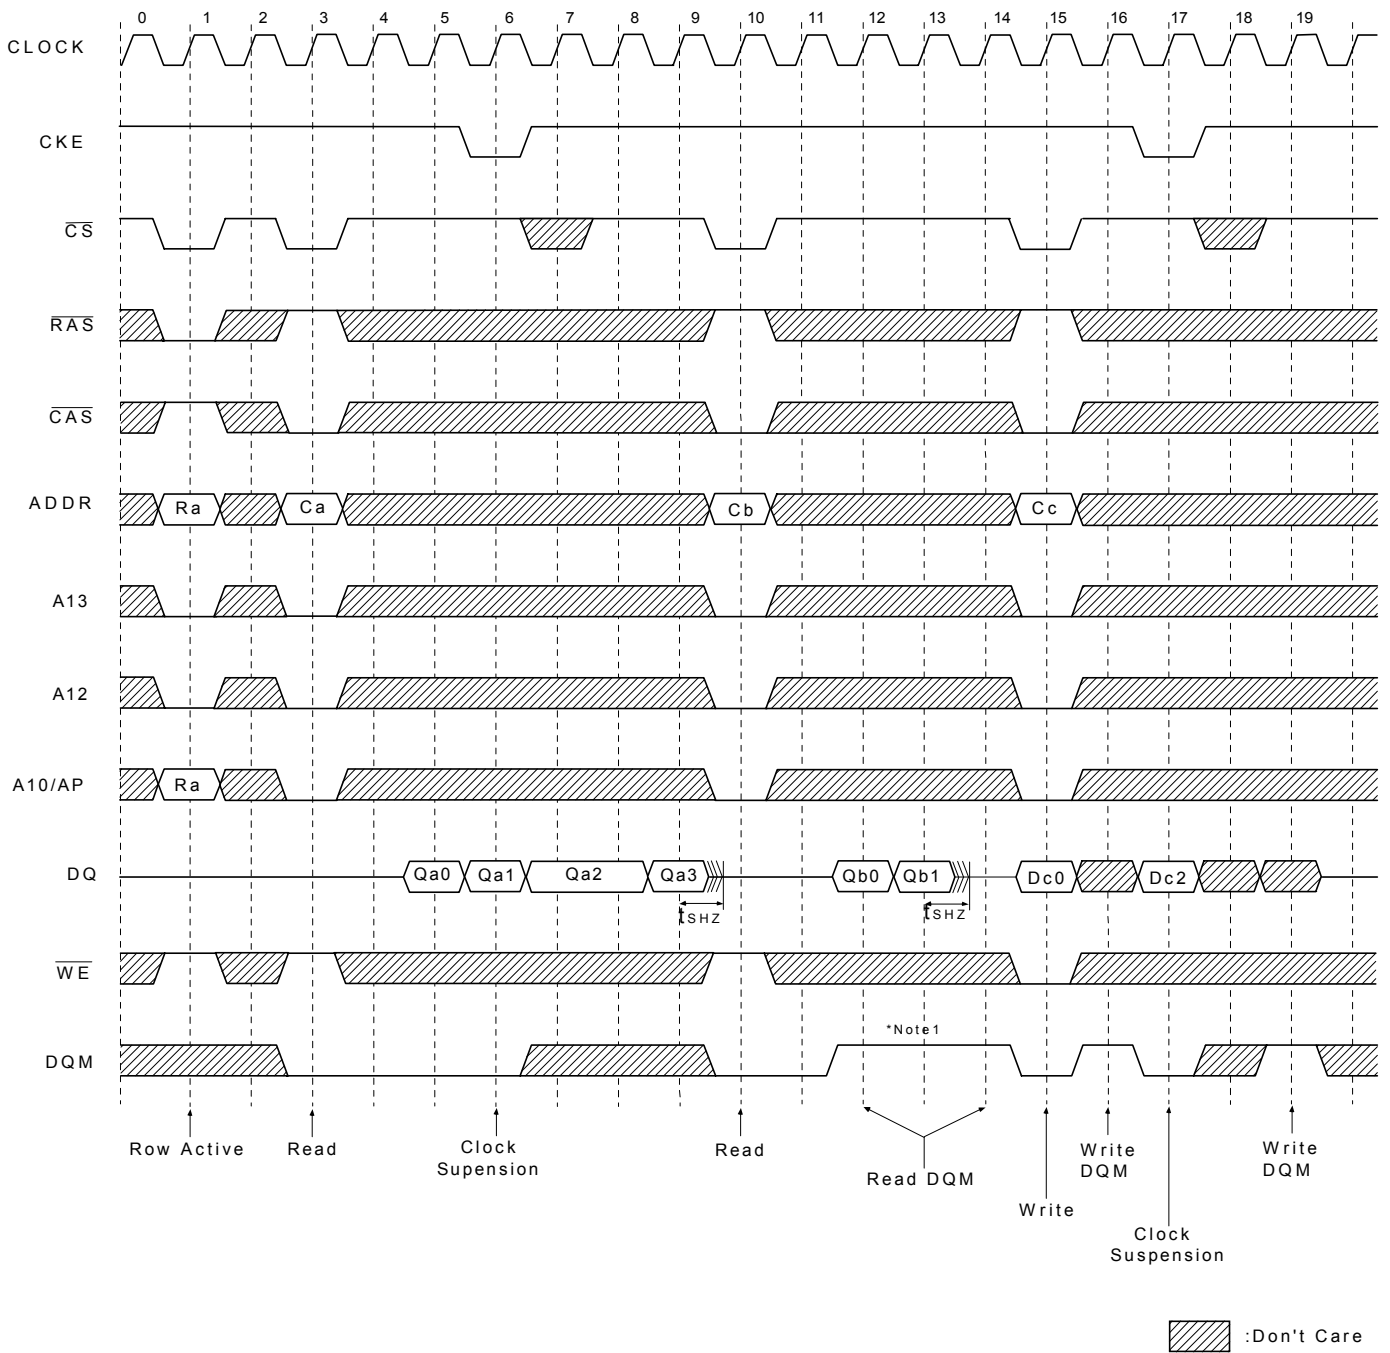 0 1 2 3 4 5 6 7 8 9 10 11 12 13 14 15 16 17 18 19
CLOCK
CKE
CS
RAS
CAS
ADDR Ra Ca Cb Cc
A13
A12
A10/AP Ra
DQ Qa0 Qa1 Qa2 Qa3 Qb0 Qb1 Dc0 Dc2
tSHZ tSHZ
WE
*Note1
DQM
Row Active Read Clock Read Write Write
Supension Read DQM DQM DQM
Write
Clock
Suspension
:Don't Care